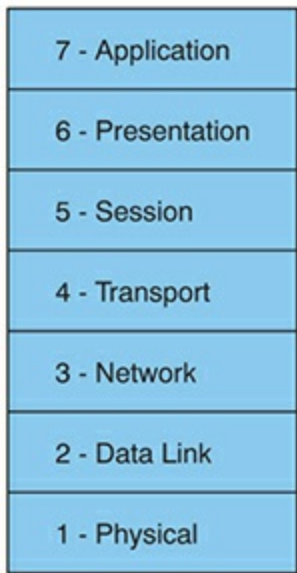 7 - Application
6 - Presentation
5 - Session
4 - Transport
3 - Network
2 - Data Link
1 - Physical